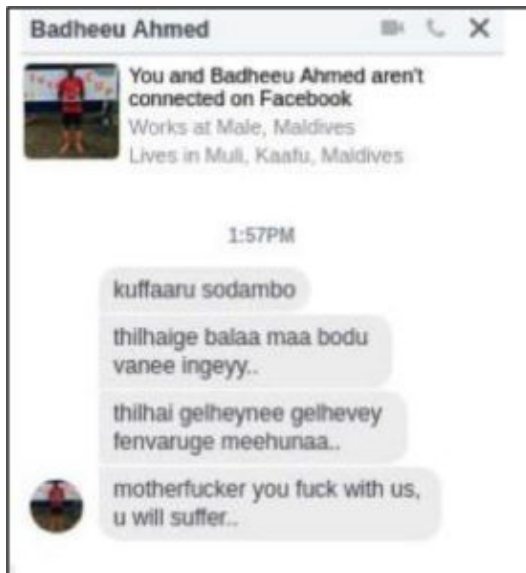 Badheeu Ahmed
You and Badheeu Ahmed aren't
connected on Facebook
Works at Male, Maldives
Lives in Muli, Kaafu, Maldives
1:57PM
kuffaaru sodambo
thilhaige balaa maa bodu
vanee ingeyy..
thilhai gelheynee gelhevey
fenvaruge meehunaa..
motherfucker you fuck with us,
u will suffer..